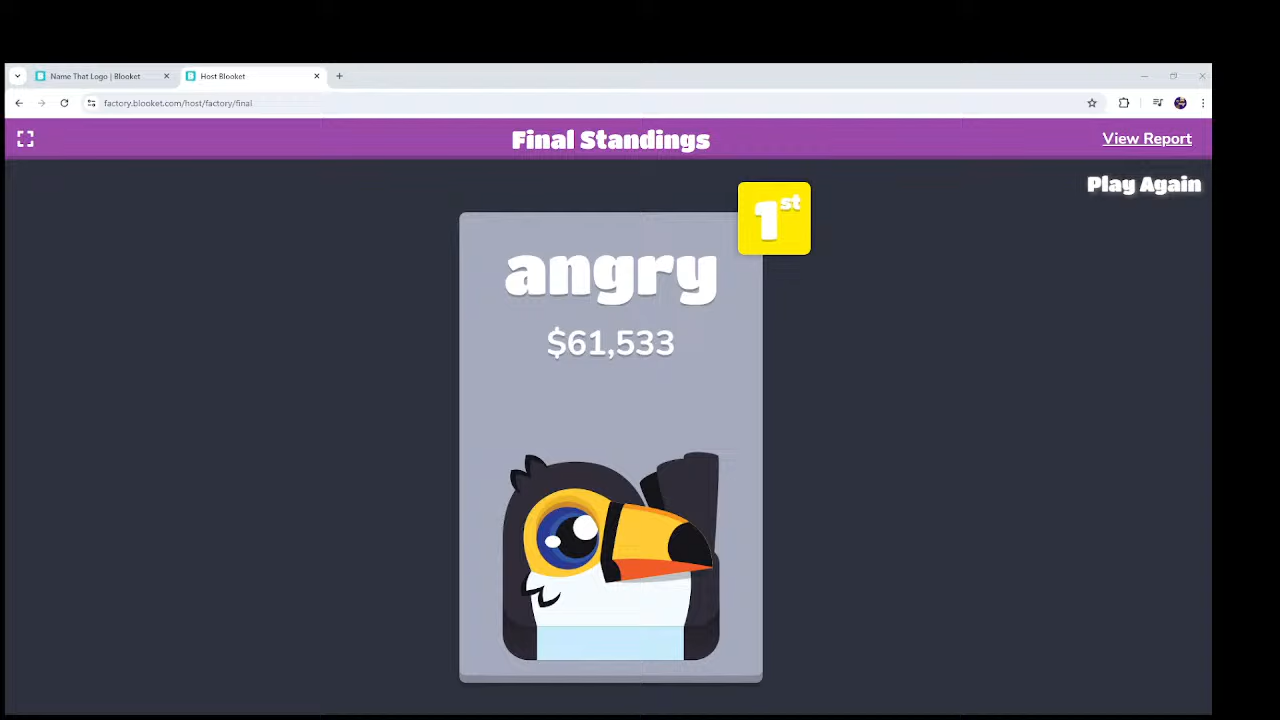 Name That Logo | Blooket
Host Blooket
factory.blooket.com/host/factory/final
Final Standings
View Report
Play Again
1st
angry
$61,533